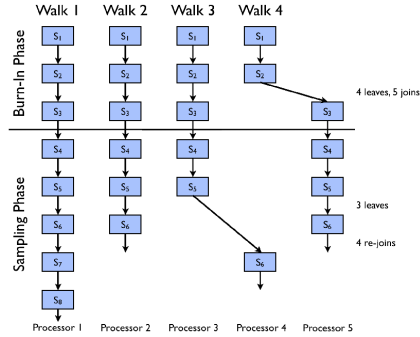 Walk 1 Walk 2 Walk 3 Walk 4
Burn-In Phase
S1 S1 S1 S1
S2 S2 S2 S2
4 leaves, 5 joins
S3 S3 S3 S3
Sampling Phase
S4 S4 S4 S4
S5 S5 S5 S5
3 leaves
S6 S6 S6
4 re-joins
S7 S6
S8
Processor 1 Processor 2 Processor 3 Processor 4 Processor 5